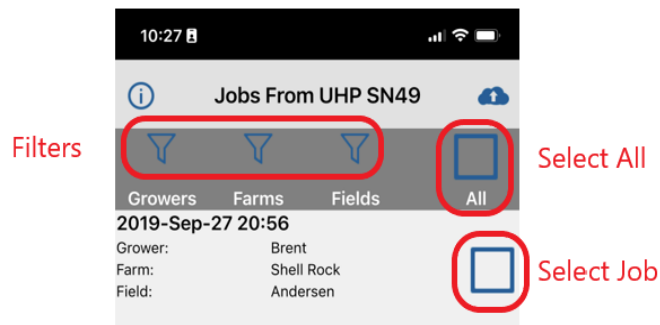 10:27
Jobs From UHP SN49
Filters
Select All
Growers Farms Fields All
2019-Sep-27 20:56
Grower: Brent
Farm: Shell Rock
Field: Andersen
Select Job